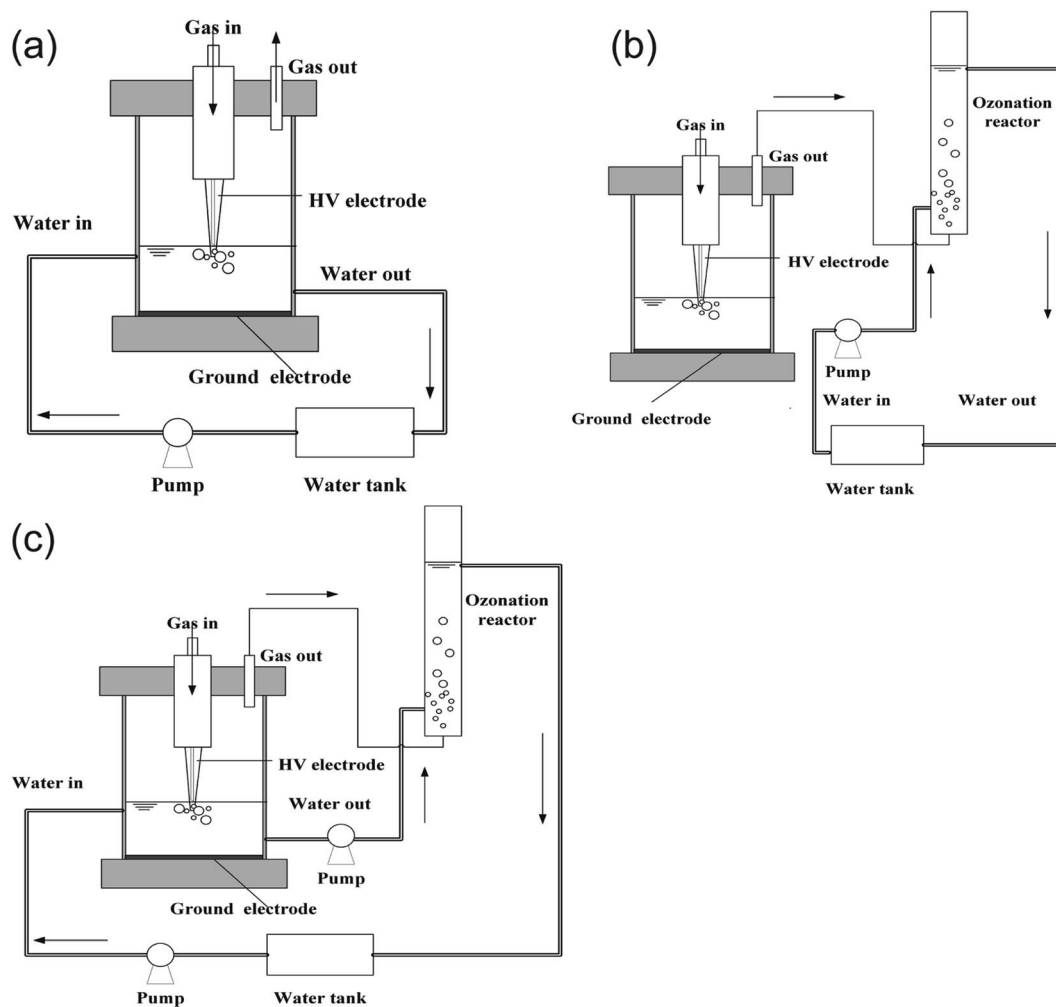 (a)
Gas in
Gas out
HV electrode
Water in
Water out
Ground electrode
Pump
Water tank
(b)
Ozonation
reactor
Gas in
Gas out
HV electrode
Pump
Ground electrode
Water in
Water out
Water tank
(c)
Ozonation
reactor
Gas in
Gas out
HV electrode
Water in
Water out
Pump
Ground electrode
Pump
Water tank